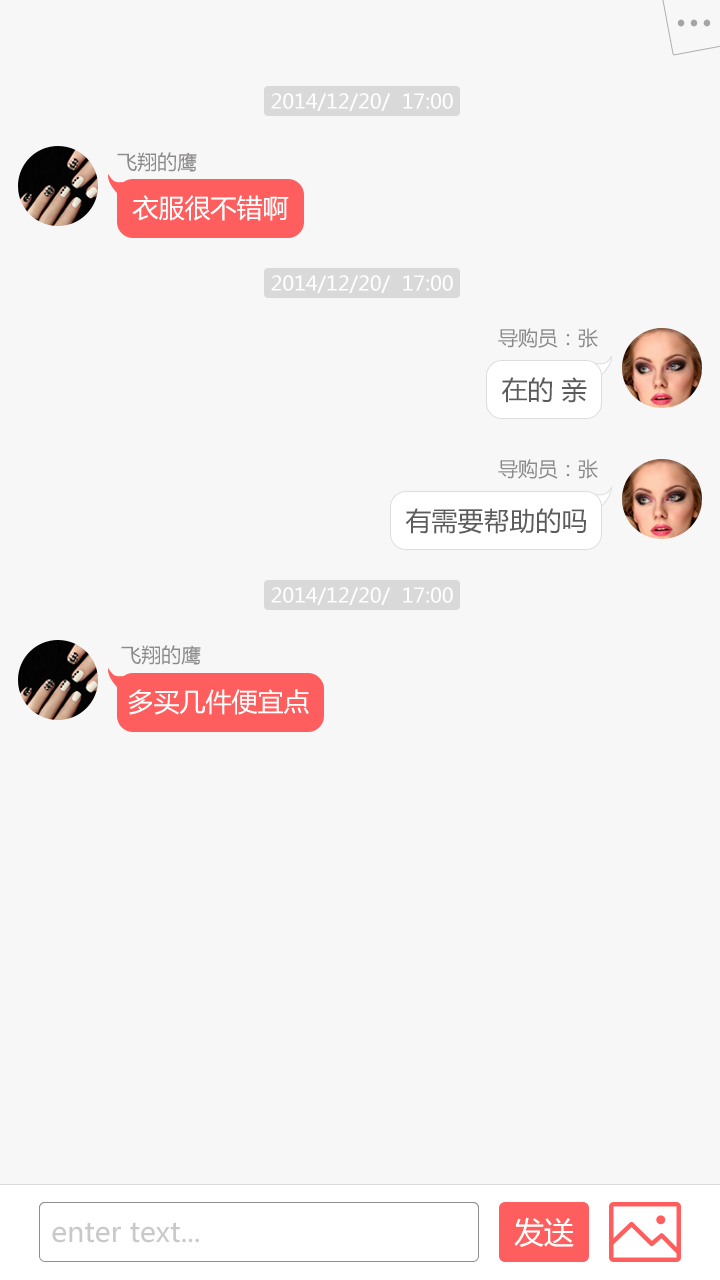 2014/12/20/ 17:00
飞翔的鹰
衣服很不错啊
2014/12/20/ 17:00
导购员：张
在的 亲
导购员：张
有需要帮助的吗
2014/12/20/ 17:00
飞翔的鹰
多买几件便宜点
enter text...
发送